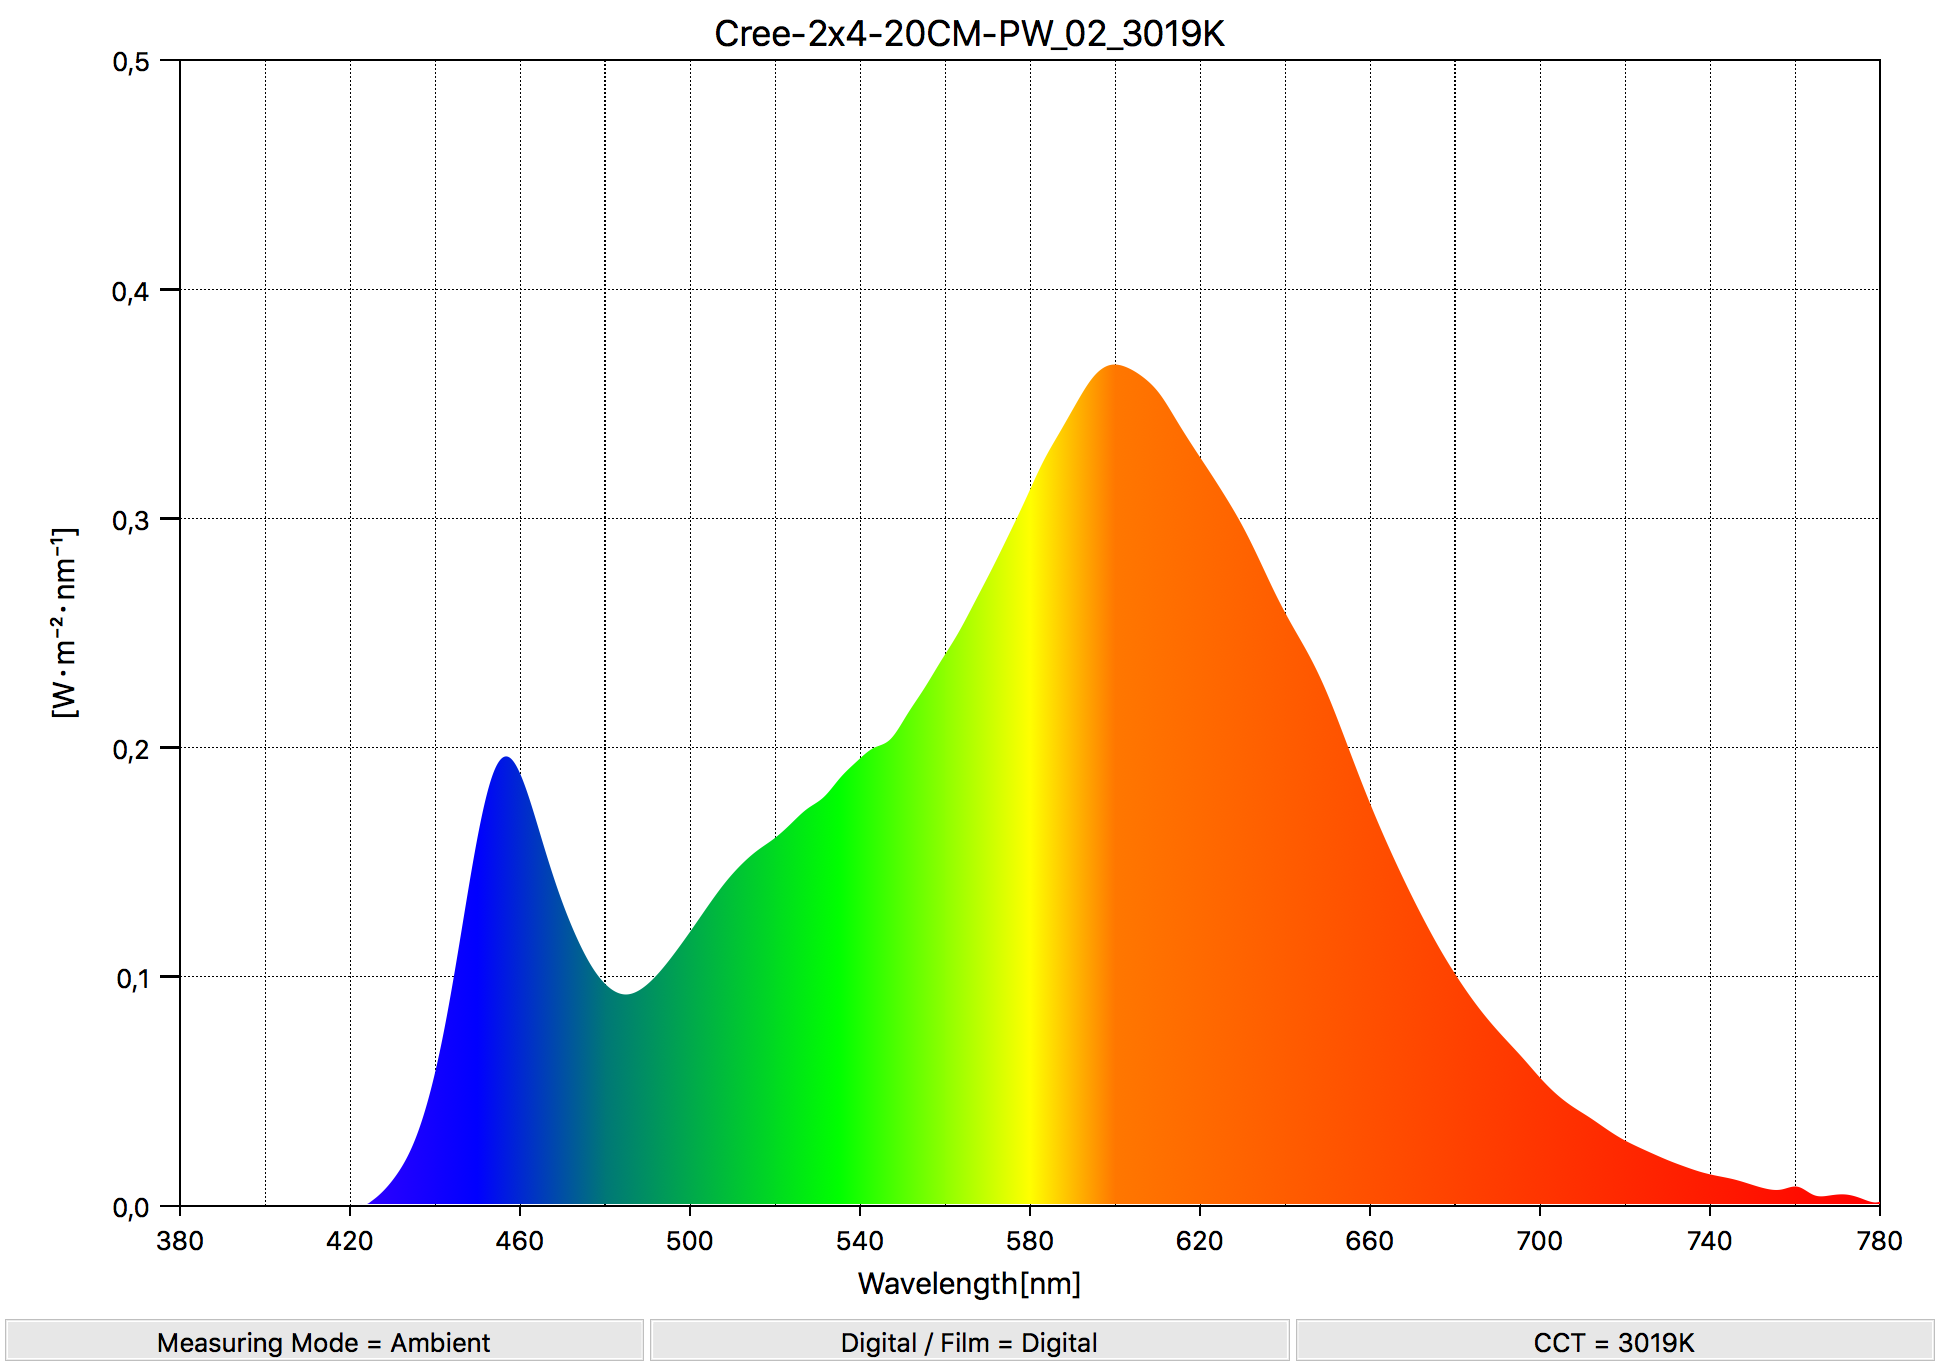 Cree-2x4-20CM-PW_02_3019K
0,5
0,4
0,3
0,2
0,1
0,0
[W·m⁻²·nm⁻¹]
380 420 460 500 540 580 620 660 700 740 780
Wavelength[nm]
Measuring Mode = Ambient
Digital / Film = Digital
CCT = 3019K